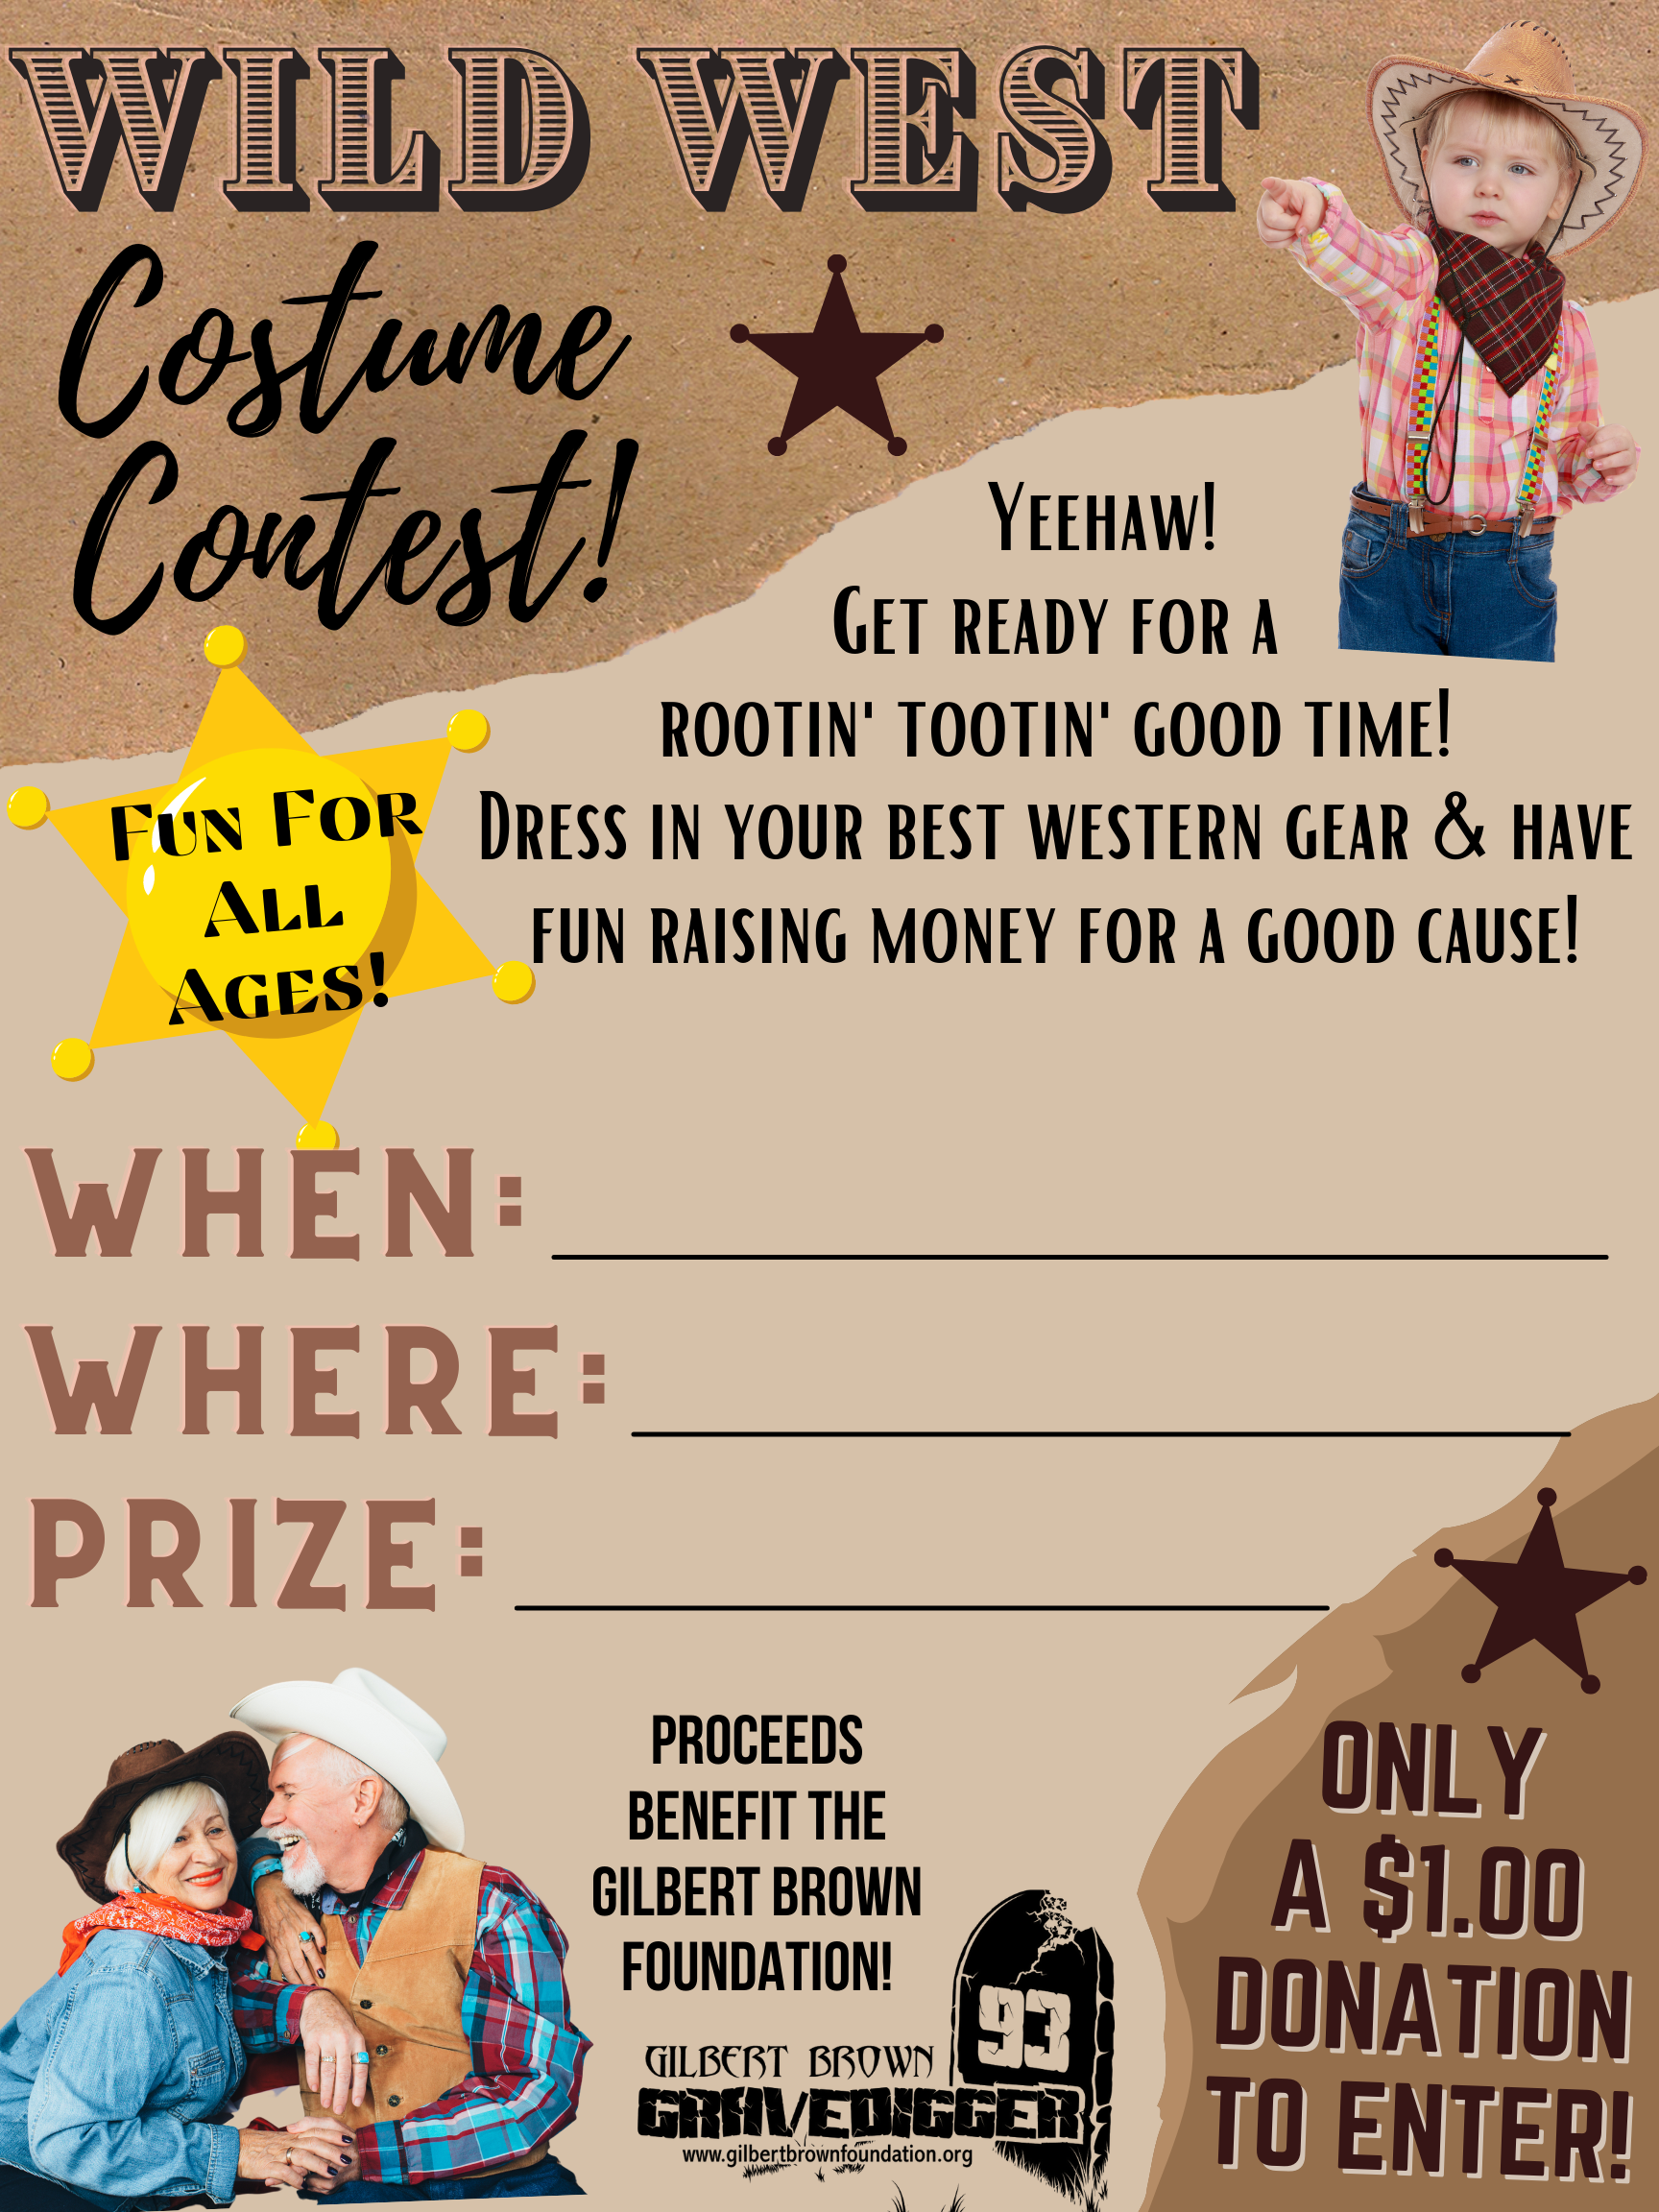 WILD WEST
Costume
Contest!
YEEHAW!
GET READY FOR A
ROOTIN' TOOTIN' GOOD TIME!
DRESS IN YOUR BEST WESTERN GEAR & HAVE
FUN RAISING MONEY FOR A GOOD CAUSE!
FUN FOR
ALL
AGES!
WHEN:
WHERE:
PRIZE:
PROCEEDS
BENEFIT THE
GILBERT BROWN
FOUNDATION!
93
GILBERT BROWN
GRAVEDIGGER
www.gilbertbrownfoundation.org
ONLY
A $1.00
DONATION
TO ENTER!